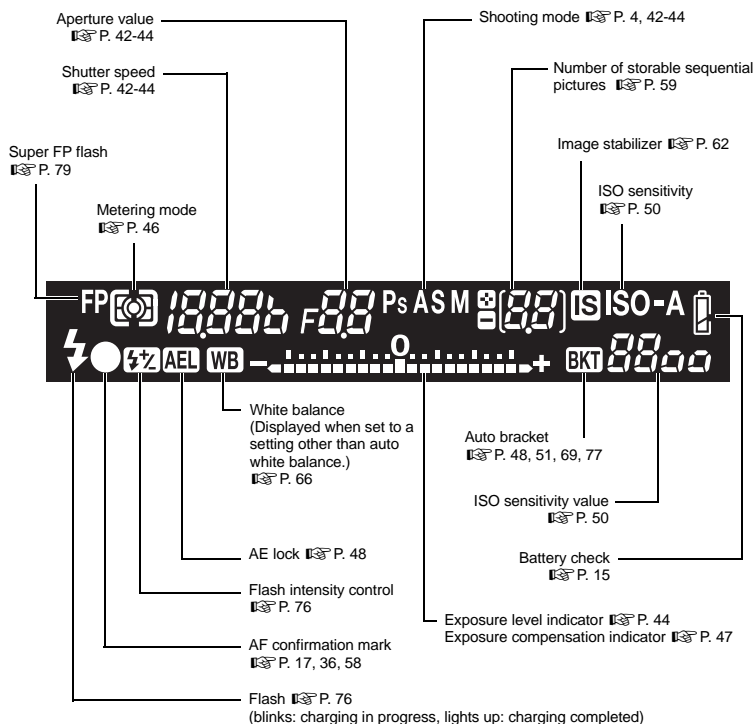 Aperture value
☞ P. 42-44
Shooting mode ☞ P. 4, 42-44
Shutter speed
☞ P. 42-44
Number of storable sequential
pictures ☞ P. 59
Super FP flash
☞ P. 79
Image stabilizer ☞ P. 62
Metering mode
☞ P. 46
ISO sensitivity
☞ P. 50
FP 18.8.8.b F8.8 Ps A S M [8.8] IS ISO-A
AEL WB - 0 + BKT 88oo
White balance
(Displayed when set to a
setting other than auto
white balance.)
☞ P. 66
Auto bracket
☞ P. 48, 51, 69, 77
ISO sensitivity value
☞ P. 50
AE lock ☞ P. 48
Battery check
☞ P. 15
Flash intensity control
☞ P. 76
Exposure level indicator ☞ P. 44
Exposure compensation indicator ☞ P. 47
AF confirmation mark
☞ P. 17, 36, 58
Flash ☞ P. 76
(blinks: charging in progress, lights up: charging completed)